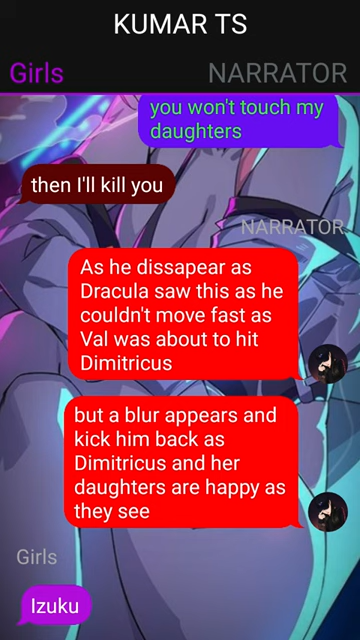 KUMAR TS
Girls
NARRATOR
you won't touch my
daughters
then I'll kill you
NARRATOR
As he dissapear as
Dracula saw this as he
couldn't move fast as
Val was about to hit
Dimitricus
but a blur appears and
kick him back as
Dimitricus and her
daughters are happy as
they see
Girls
Izuku